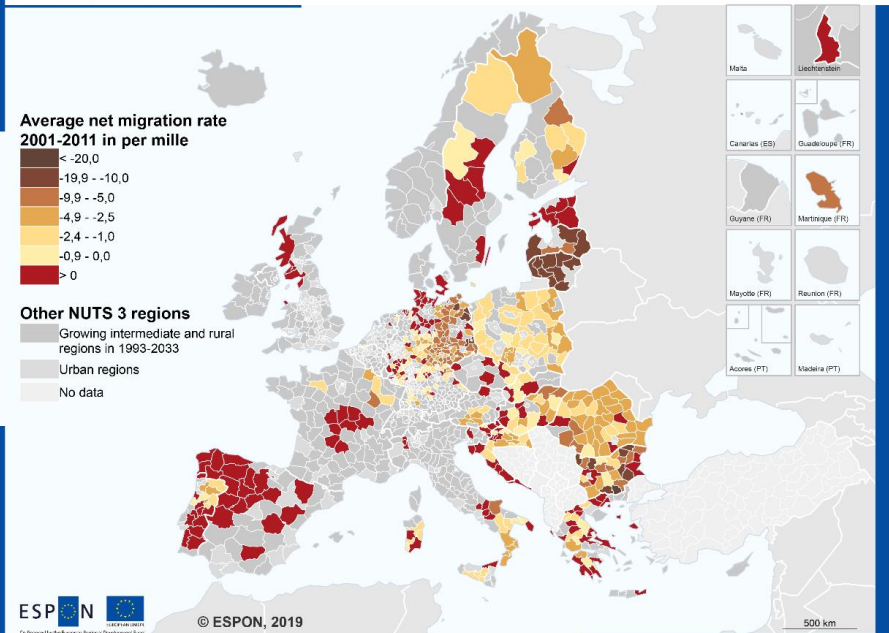 Average net migration rate
2001-2011 in per mille
< -20,0
-19,9 - -10,0
-9,9 - -5,0
-4,9 - -2,5
-2,4 - -1,0
-0,9 - 0,0
> 0
Other NUTS 3 regions
Growing intermediate and rural
regions in 1993-2033
Urban regions
No data
Malta
Liechtenstein
Canarias (ES)
Guadeloupe (FR)
Guyane (FR)
Martinique (FR)
Mayotte (FR)
Reunion (FR)
Acores (PT)
Madeira (PT)
ESPON
EUROPEAN UNION
© ESPON, 2019
500 km